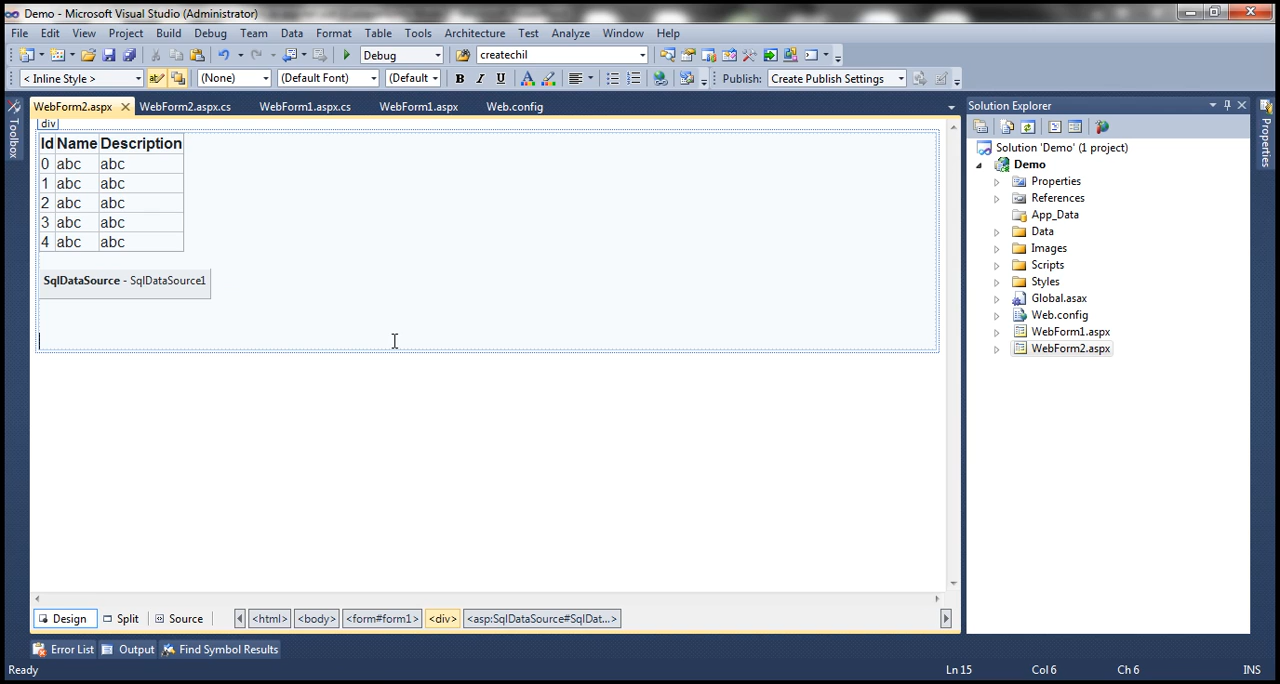 Demo - Microsoft Visual Studio (Administrator)
File Edit View Project Build Debug Team Data Format Table Tools Architecture Test Analyze Window Help
Debug createchil
< Inline Style > (None) (Default Font) (Default B I U A Publish: Create Publish Settings
WebForm2.aspx WebForm2.aspx.cs WebForm1.aspx.cs WebForm1.aspx Web.config
Solution Explorer
Toolbox
Properties
div
Id Name Description
0 abc abc
1 abc abc
2 abc abc
3 abc abc
4 abc abc
SqlDataSource - SqlDataSource1
Solution 'Demo' (1 project)
Demo
Properties
References
App_Data
Data
Images
Scripts
Styles
Global.asax
Web.config
WebForm1.aspx
WebForm2.aspx
Design Split Source <html> <body> <form#form1> <div> <asp:SqlDataSource#SqlDat...>
Error List Output Find Symbol Results
Ready Ln 15 Col 6 Ch 6 INS